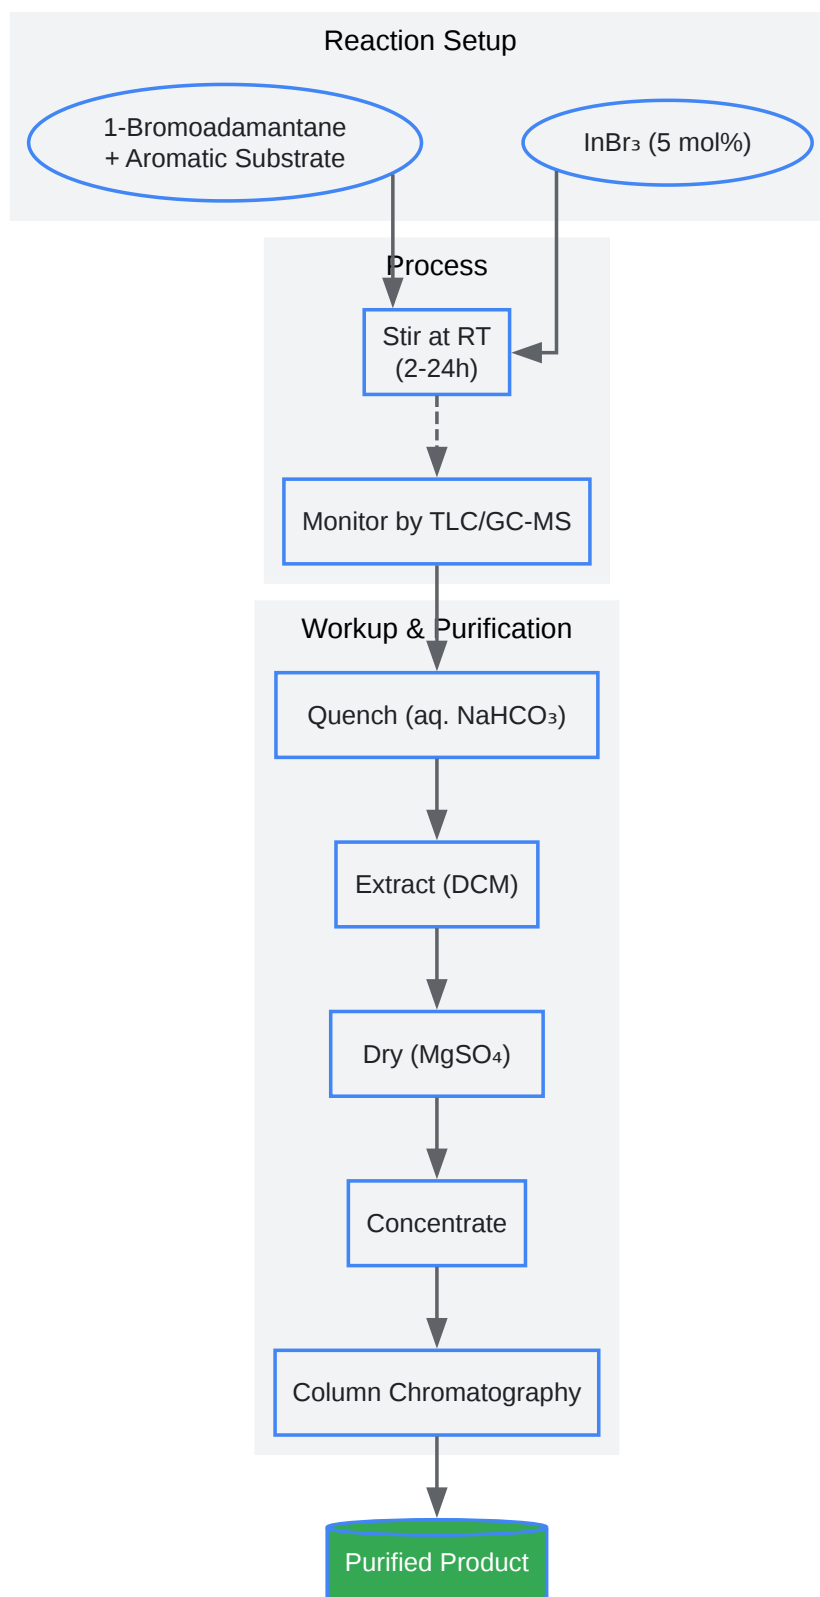 Reaction Setup
1-Bromoadamantane
+ Aromatic Substrate
InBr₃ (5 mol%)
Process
Stir at RT
(2-24h)
Monitor by TLC/GC-MS
Workup & Purification
Quench (aq. NaHCO₃)
Extract (DCM)
Dry (MgSO₄)
Concentrate
Column Chromatography
Purified Product